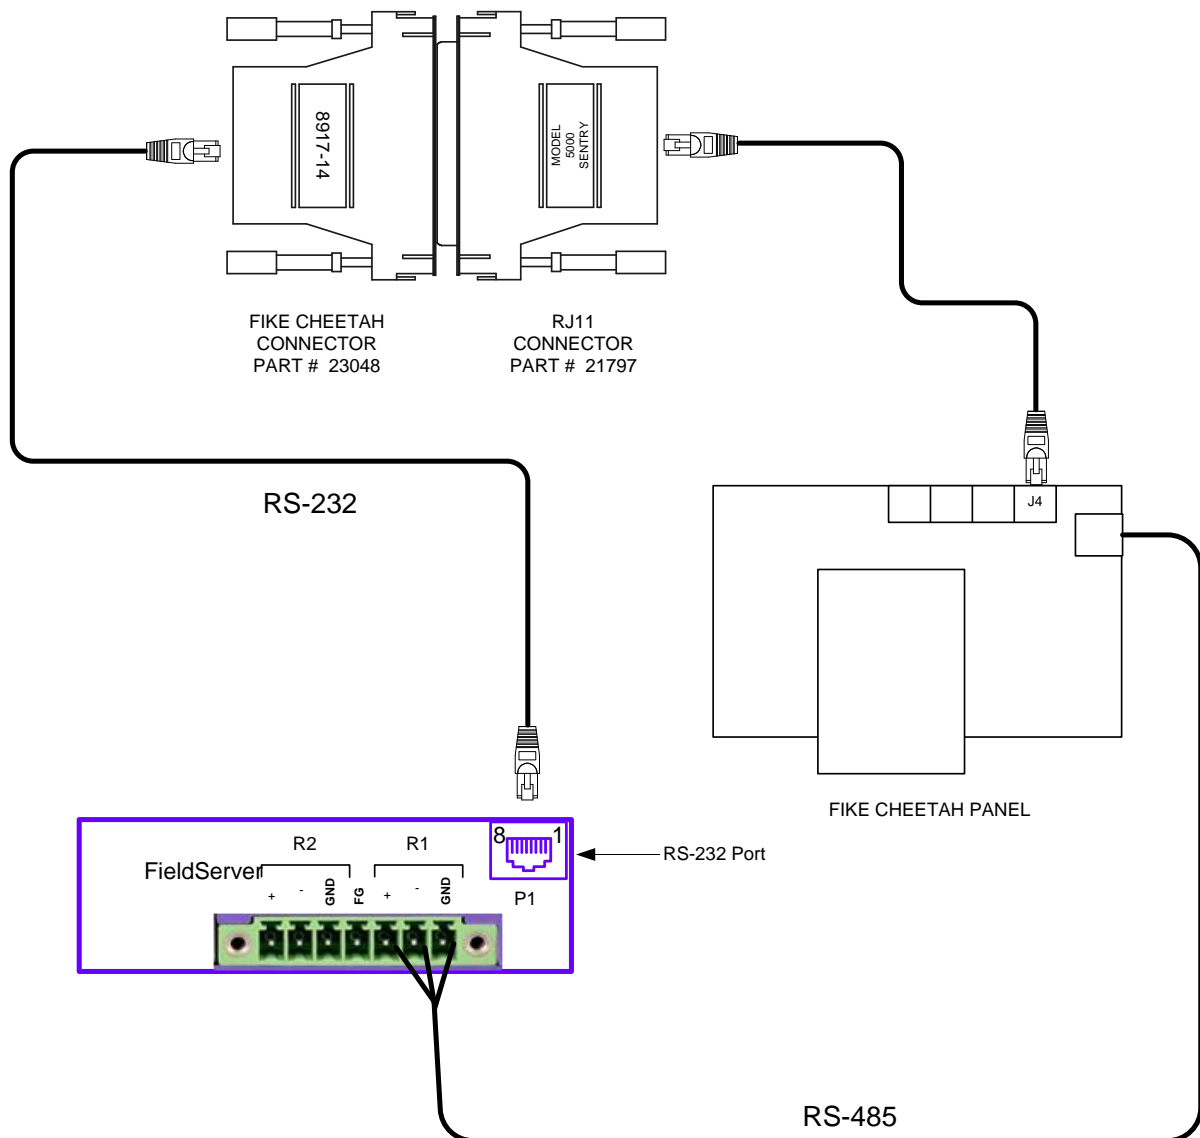 8917-14
MODEL
5000
SENTRY
FIKE CHEETAH
CONNECTOR
PART # 23048
RJ11
CONNECTOR
PART # 21797
RS-232
J4
FIKE CHEETAH PANEL
FieldServer
R2
R1
8 1
RS-232 Port
P1
+ - GND FG + - GND
RS-485